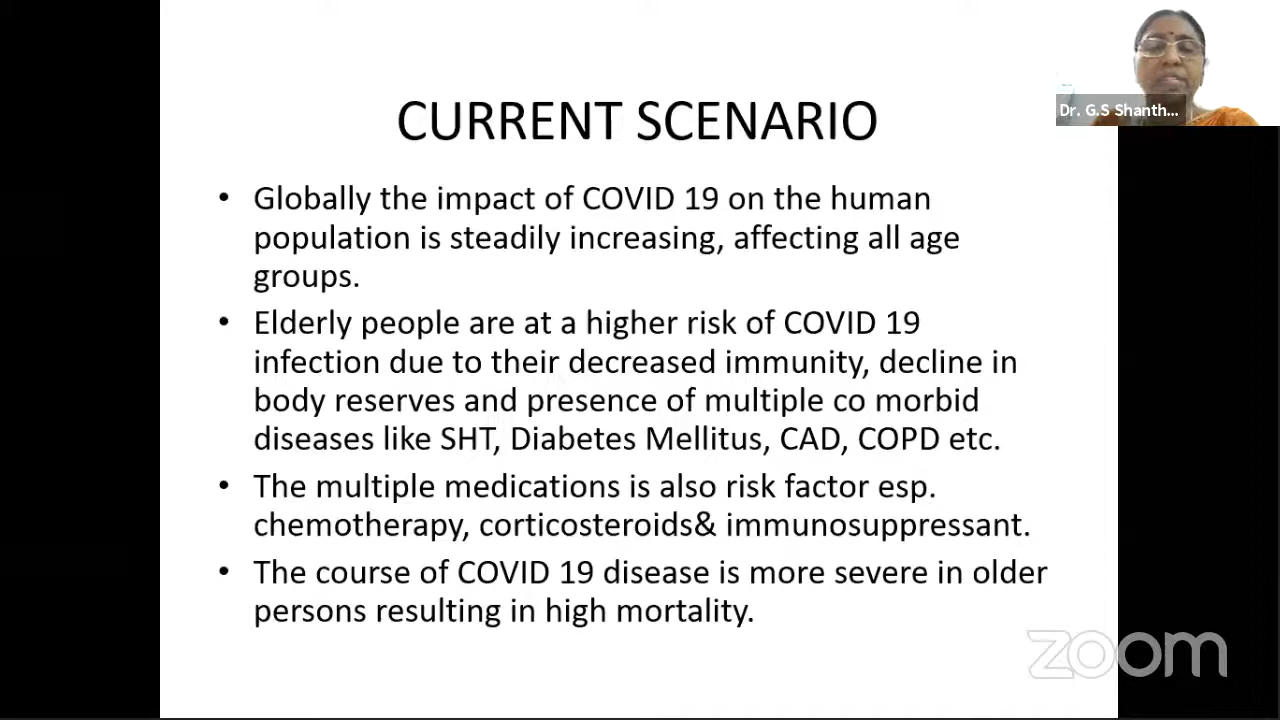 CURRENT SCENARIO
Dr. G.S Shanth...
• Globally the impact of COVID 19 on the human
population is steadily increasing, affecting all age
groups.
• Elderly people are at a higher risk of COVID 19
infection due to their decreased immunity, decline in
body reserves and presence of multiple co morbid
diseases like SHT, Diabetes Mellitus, CAD, COPD etc.
• The multiple medications is also risk factor esp.
chemotherapy, corticosteroids& immunosuppressant.
• The course of COVID 19 disease is more severe in older
persons resulting in high mortality.
zoom